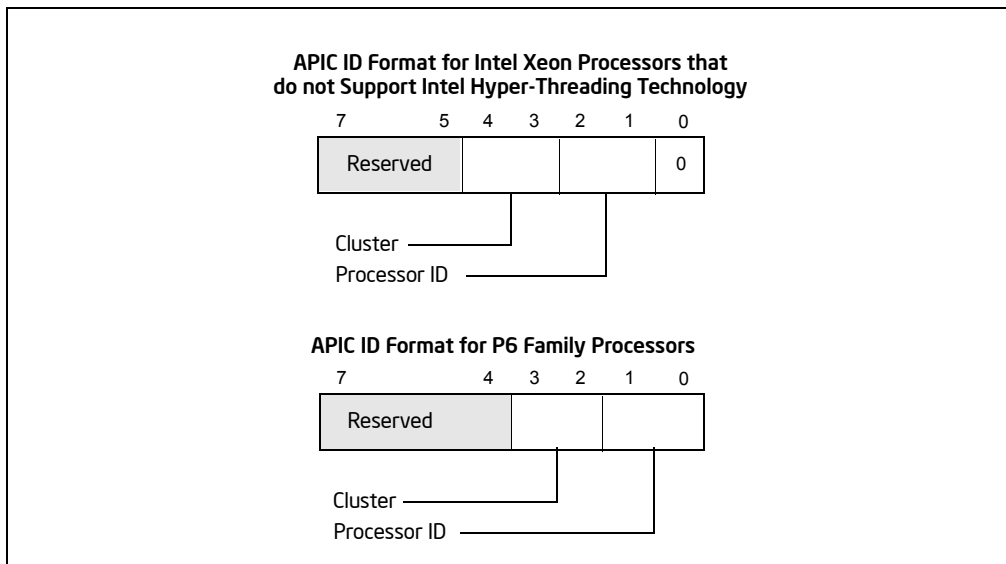 APIC ID Format for Intel Xeon Processors that
do not Support Intel Hyper-Threading Technology
7 5 4 3 2 1 0
Reserved 0
Cluster
Processor ID
APIC ID Format for P6 Family Processors
7 4 3 2 1 0
Reserved
Cluster
Processor ID